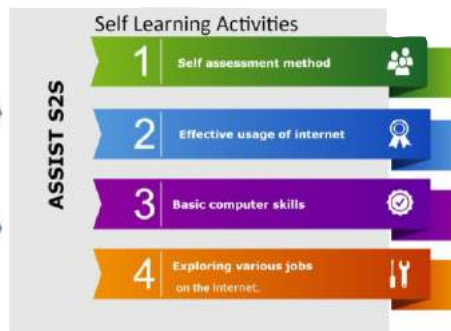 Self Learning Activities
ASSIST S2S
1 Self assessment method
2 Effective usage of internet
3 Basic computer skills
4 Exploring various jobs
on the internet.